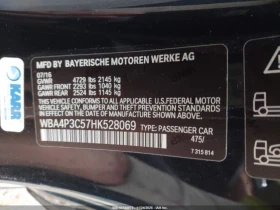 KARR
MFD BY BAYERISCHE MOTOREN WERKE AG
07/16
GVWR 4729 lbs 2145 kg
GAWR FRONT 2293 lbs 1040 kg
GAWR REAR 2524 lbs 1145 kg
THIS VEHICLE CONFORMS TO ALL APPLICABLE U.S. FEDERAL MOTOR
VEHICLE SAFETY, BUMPER AND THEFT PREVENTION STANDARDS
IN EFFECT ON THE DATE OF MANUFACTURE SHOWN ABOVE.
WBA4P3C57HK528069 TYPE: PASSENGER CAR
475/
7 315 814